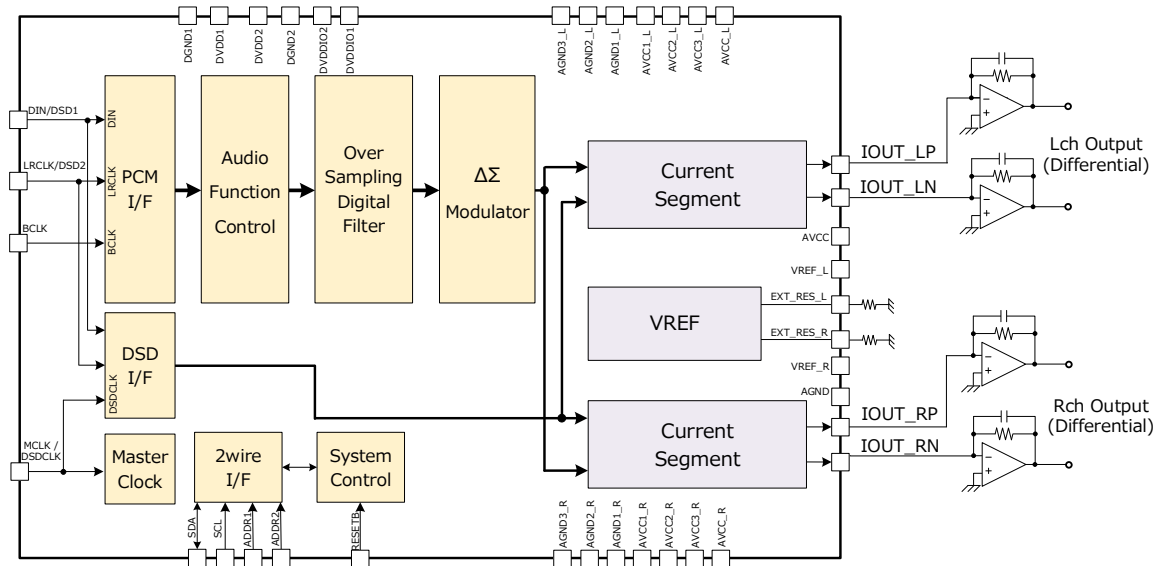 DGND1
DVDD1
DVDD2
DGND2
DVDDIO2
DVDDIO1
AGND3_L
AGND2_L
AGND1_L
AVCC1_L
AVCC2_L
AVCC3_L
AVCC_L
DIN/DSD1
LRCLK/DSD2
BCLK
DIN
LRCLK
BCLK
PCM
I/F
Audio
Function
Control
Over
Sampling
Digital
Filter
ΔΣ
Modulator
Current
Segment
IOUT_LP
IOUT_LN
−
+
−
+
Lch Output
(Differential)
AVCC
VREF_L
VREF
EXT_RES_L
EXT_RES_R
VREF_R
AGND
DSD
I/F
DSDCLK
MCLK /
DSDCLK
Master
Clock
2wire
I/F
System
Control
Current
Segment
IOUT_RP
IOUT_RN
−
+
−
+
Rch Output
(Differential)
SDA
SCL
ADDR1
ADDR2
RESETB
AGND3_R
AGND2_R
AGND1_R
AVCC1_R
AVCC2_R
AVCC3_R
AVCC_R